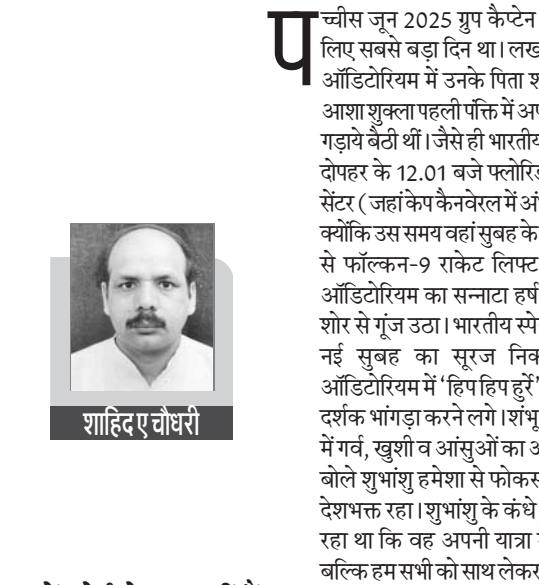 शाहिद ए चौधरी
पच्चीस जून 2025 ग्रुप कैप्टेन
लिए सबसे बड़ा दिन था। लख
ऑडिटोरियम में उनके पिता श
आशा शुक्ला पहली पंक्ति में अप
गड़ाये बैठी थीं। जैसे ही भारतीय
दोपहर के 12.01 बजे फ्लोरिड
सेंटर (जहां केप कैनवेरल में अं
क्योंकि उस समय वहां सुबह के
से फॉल्कन-9 राकेट लिफ्ट
ऑडिटोरियम का सन्नाटा हर्ष
शोर से गूंज उठा। भारतीय स्पे
नई सुबह का सूरज निक
ऑडिटोरियम में ‘हिप हिप हुर्रे’
दर्शक भांगड़ा करने लगे। शंभू
में गर्व, खुशी व आंसुओं का अ
बोले शुभांशु हमेशा से फोकस
देशभक्त रहा। शुभांशु के कंधे
रहा था कि वह अपनी यात्रा
बल्कि हम सभी को साथ लेकर